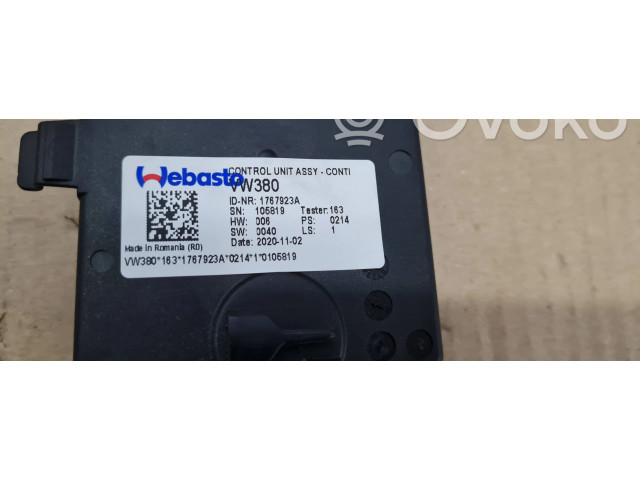 OVOKO
Webasto
CONTROL UNIT ASSY - CONTI
VW380
ID-NR: 1767923A
SN: 105819 Tester: 163
HW: 006 PS: 0214
SW: 0040 LS: 1
Date: 2020-11-02
Made in Romania (R0)
VW380*163*1767923A*0214*1*0105819